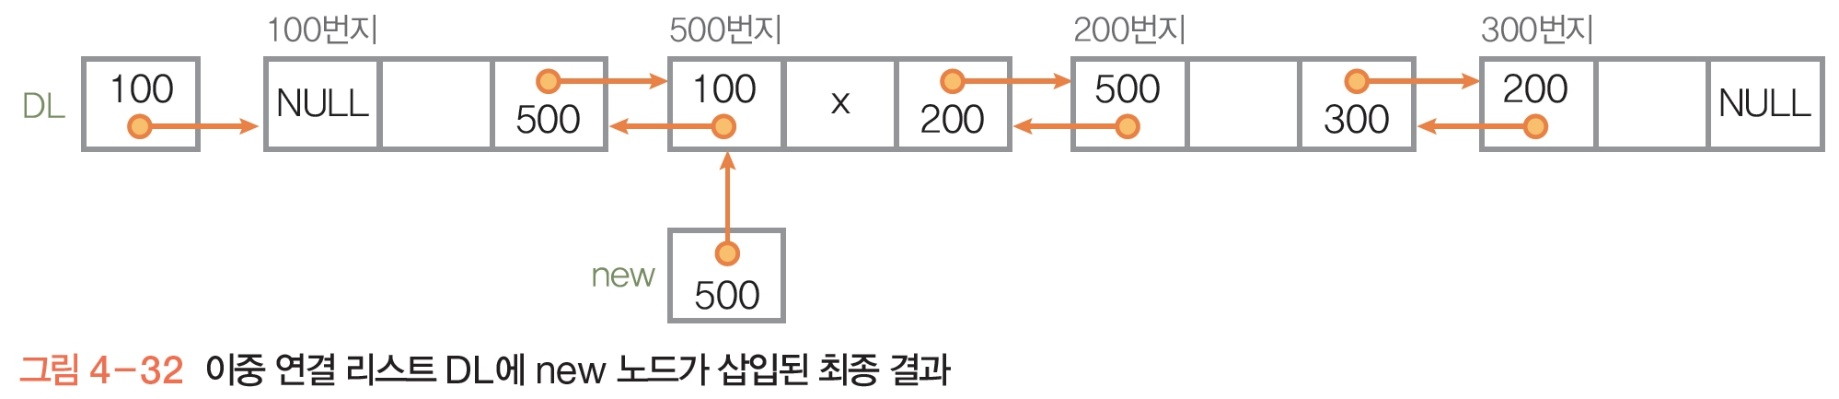 100번지 500번지 200번지 300번지
DL 100 NULL 500 100 x 200 500 300 200 NULL
new 500
그림 4-32 이중 연결 리스트 DL에 new 노드가 삽입된 최종 결과